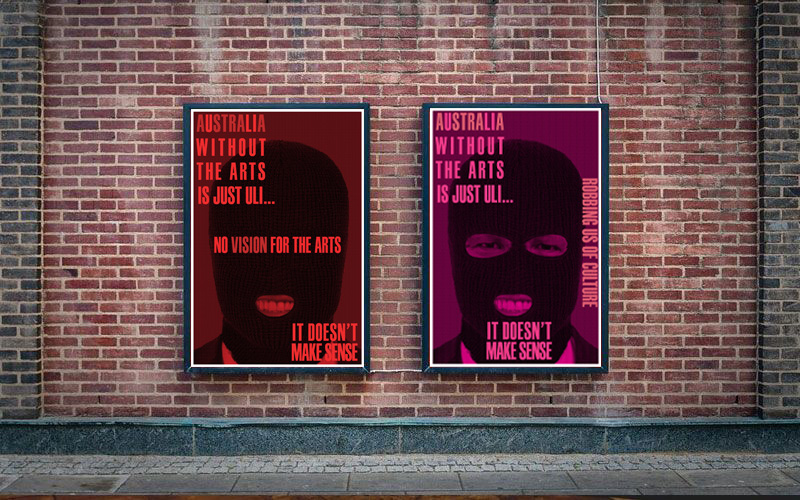 AUSTRALIA
WITHOUT
THE ARTS
IS JUST ULI...
NO VISION FOR THE ARTS
IT DOESN'T
MAKE SENSE
AUSTRALIA
WITHOUT
THE ARTS
IS JUST ULI...
ROBBING US OF CULTURE
IT DOESN'T
MAKE SENSE